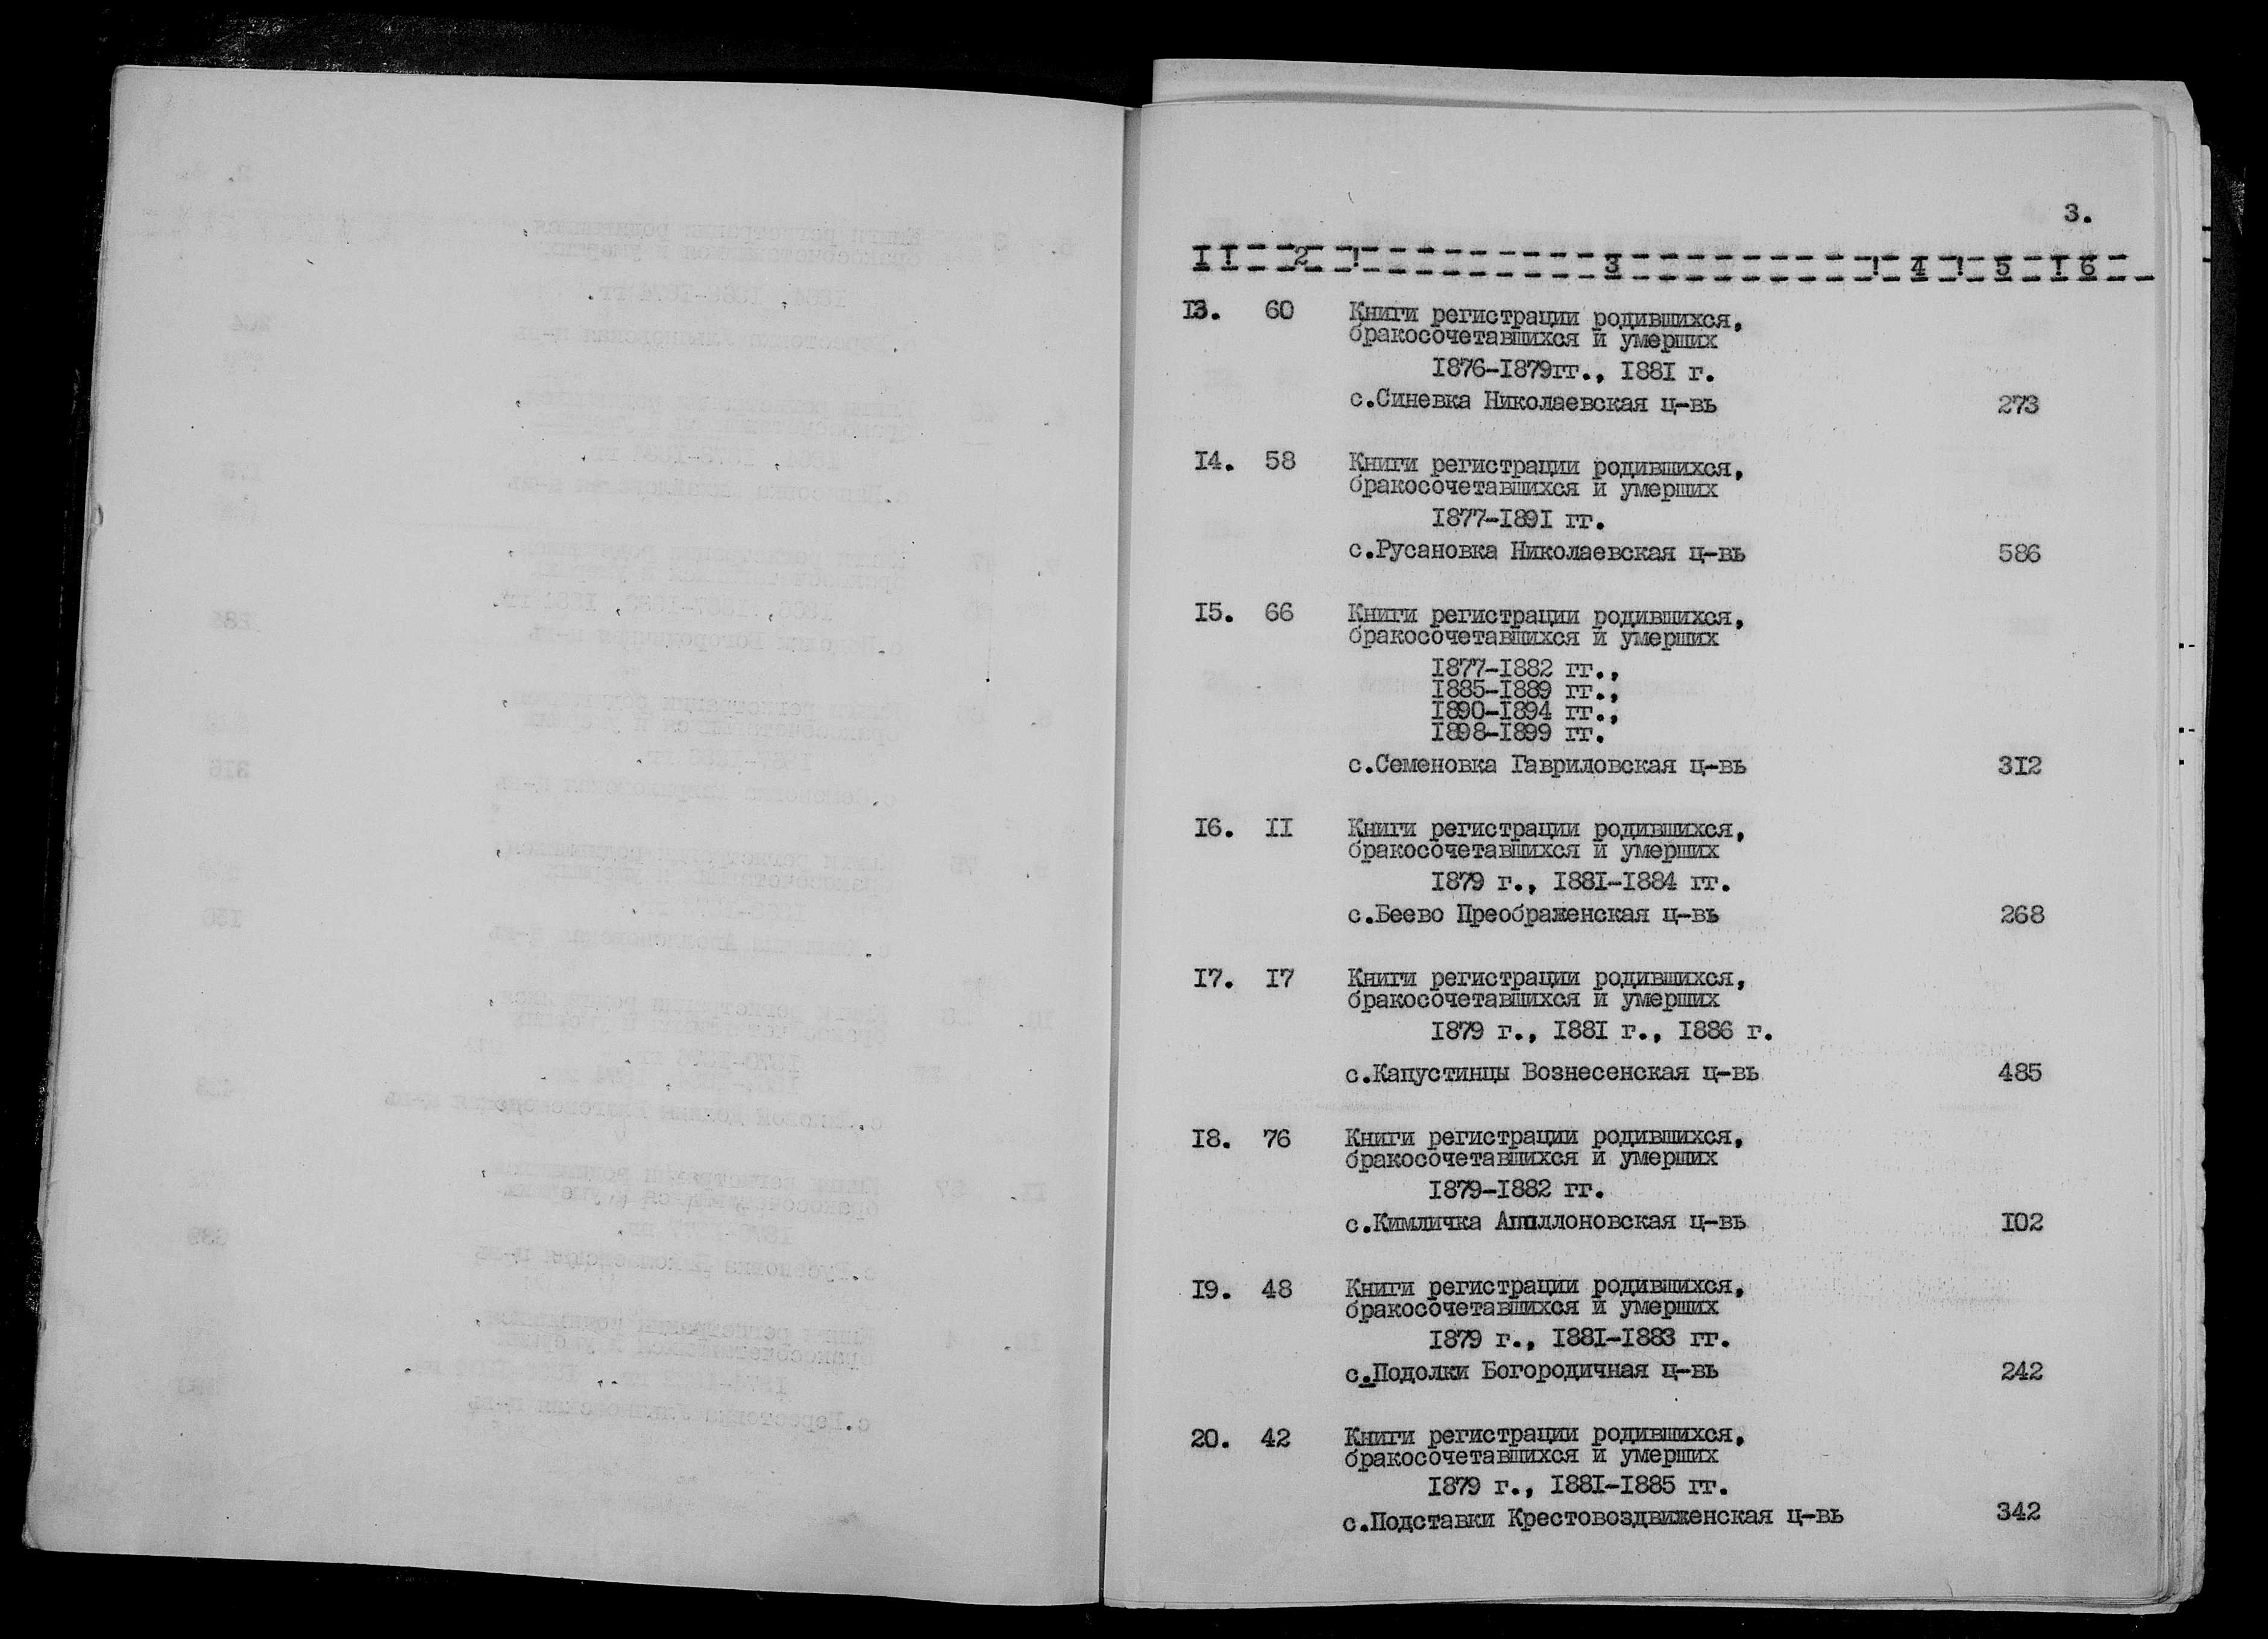 3.
I ! 2 ! 3 ! 4 ! 5 I 6
I3. 60 Книги регистрации родившихся,
бракосочетавшихся и умерших
I876-I879гг., I88I г.
с.Синевка Николаевская ц-вь 273
I4. 58 Книги регистрации родившихся,
бракосочетавшихся и умерших
I877-I89I гг.
с.Русановка Николаевская ц-вь 586
I5. 66 Книги регистрации родившихся,
бракосочетавшихся и умерших
I877-I882 гг.,
I885-I889 гг.,
I890-I894 гг.,
I898-I899 гг.
с.Семеновка Гавриловская ц-вь 3I2
I6. II Книги регистрации родившихся,
бракосочетавшихся и умерших
I879 г., I88I-I884 гг.
с.Беево Преображенская ц-вь 268
I7. I7 Книги регистрации родившихся,
бракосочетавшихся и умерших
I879 г., I88I г., I886 г.
с.Капустинцы Вознесенская ц-вь 485
I8. 76 Книги регистрации родившихся,
бракосочетавшихся и умерших
I879-I882 гг.
с.Кимличка Аполлоновская ц-вь I02
I9. 48 Книги регистрации родившихся,
бракосочетавшихся и умерших
I879 г., I88I-I883 гг.
с.Подолки Богородичная ц-вь 242
20. 42 Книги регистрации родившихся,
бракосочетавшихся и умерших
I879 г., I88I-I885 гг.
с.Подставки Крестовоздвиженская ц-вь 342